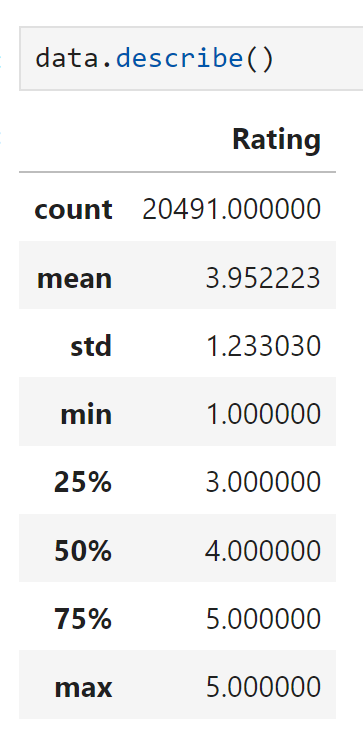 data.describe()
Rating
count 20491.000000
mean 3.952223
std 1.233030
min 1.000000
25% 3.000000
50% 4.000000
75% 5.000000
max 5.000000